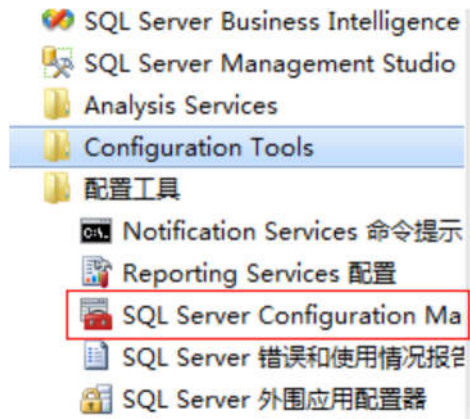 SQL Server Business Intelligence
SQL Server Management Studio
Analysis Services
Configuration Tools
配置工具
Notification Services 命令提示
Reporting Services 配置
SQL Server Configuration Ma
SQL Server 错误和使用情况报告
SQL Server 外围应用配置器